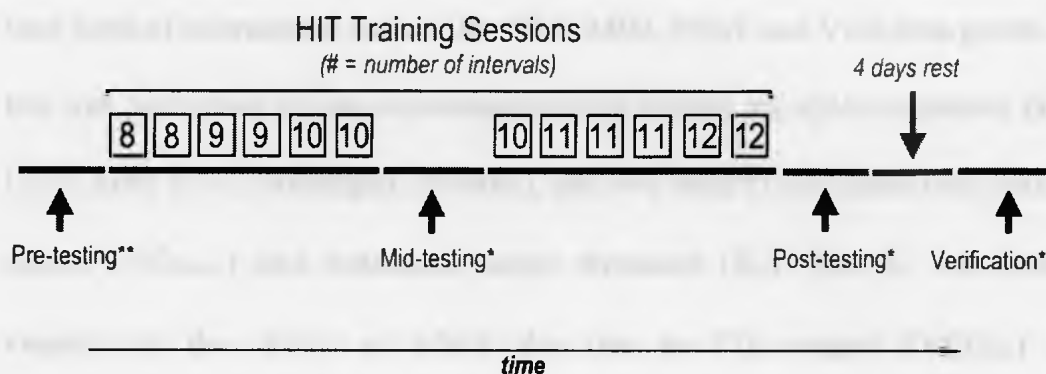 HIT Training Sessions
(# = number of intervals)
4 days rest
8 8 9 9 10 10 10 11 11 11 12 12
Pre-testing** Mid-testing* Post-testing* Verification*
time